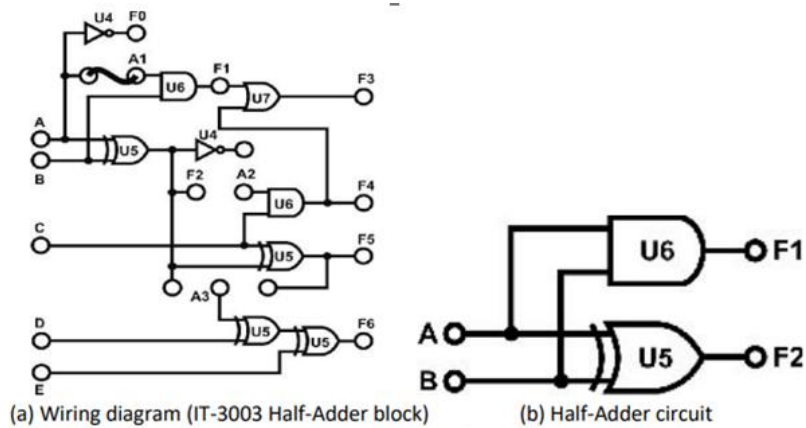 U4 F0
A1 F1 F3
U6 U7
A
U5 U4
B
F2 A2 F4
U6
C F5
U5
A3
D U5 U5 F6
E
U6 F1
A
U5 F2
B
(a) Wiring diagram (IT-3003 Half-Adder block) (b) Half-Adder circuit